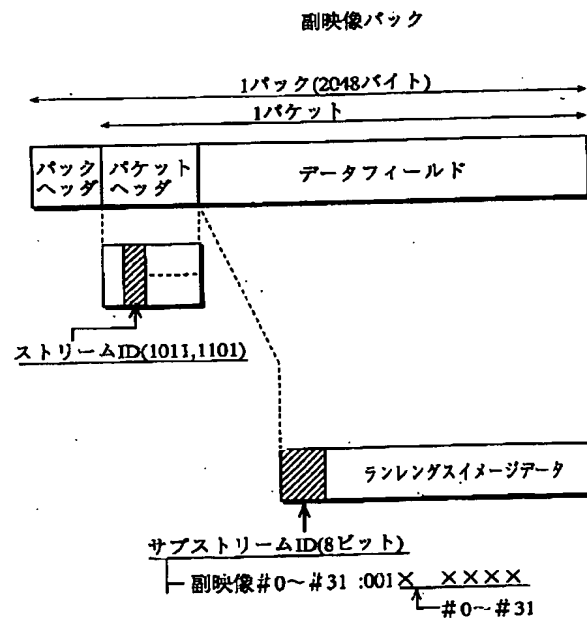 副映像パック
1パック(2048バイト)
1パケット
パック
ヘッダ
パケット
ヘッダ
データフィールド
ストリームID(1011,1101)
ランレングスイメージデータ
サブストリームID(8ビット)
副映像#0〜#31 :001× ××××
#0〜#31